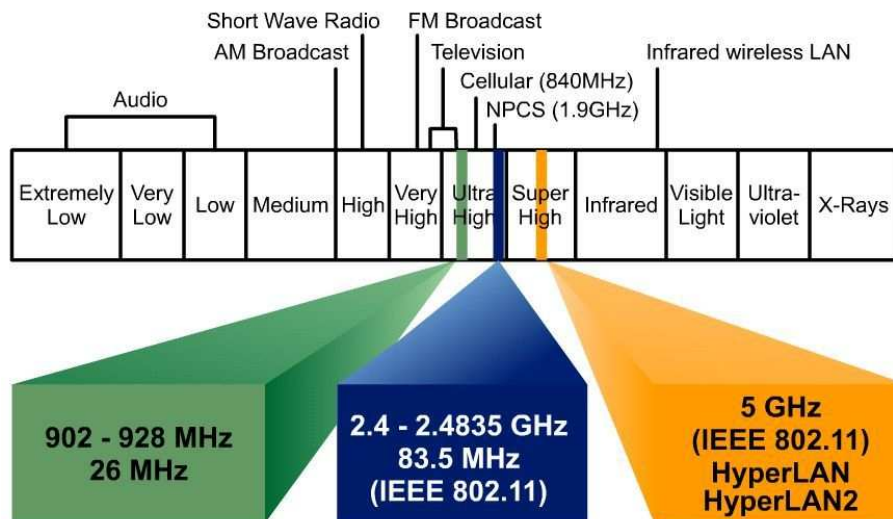 Short Wave Radio
FM Broadcast
AM Broadcast
Television
Infrared wireless LAN
Cellular (840MHz)
Audio
NPCS (1.9GHz)
Extremely
Low
Very
Low
Low
Medium
High
Very
High
Ultra
High
Super
High
Infrared
Visible
Light
Ultra-
violet
X-Rays
902 - 928 MHz
26 MHz
2.4 - 2.4835 GHz
83.5 MHz
(IEEE 802.11)
5 GHz
(IEEE 802.11)
HyperLAN
HyperLAN2